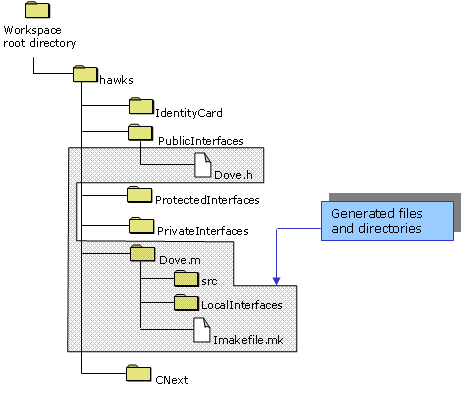 Workspace
root directory
hawks
IdentityCard
PublicInterfaces
Dove.h
ProtectedInterfaces
Generated files
and directories
PrivateInterfaces
Dove.m
src
LocalInterfaces
Imakefile.mk
CNext